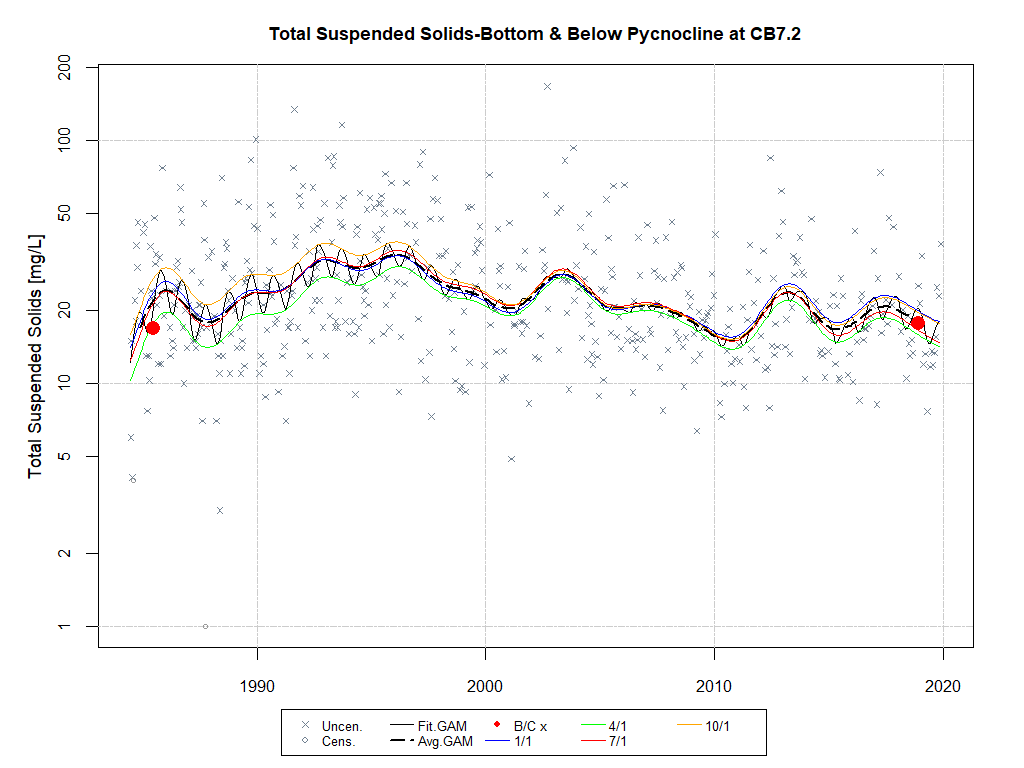 Total Suspended Solids-Bottom & Below Pycnocline at CB7.2
Total Suspended Solids [mg/L]
200
100
50
20
10
5
2
1
1990 2000 2010 2020
Uncen. Fit.GAM B/C x 4/1 10/1
Cens. Avg.GAM 1/1 7/1